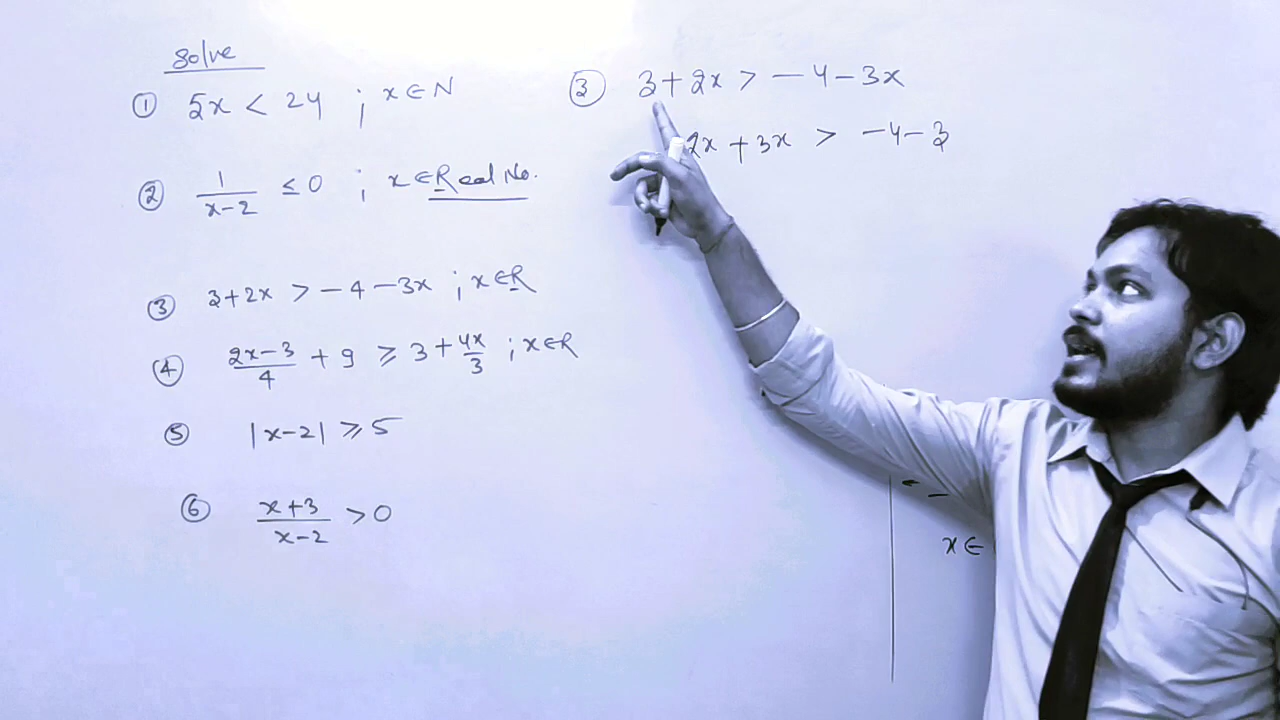 Solve
① 5x < 24 ; x ∈ N
② 1/(x-2) ≤ 0 ; x ∈ Real No.
③ 3+2x > -4-3x ; x ∈ R
④ (2x-3)/4 + 9 ≥ 3 + 4x/3 ; x ∈ R
⑤ |x-2| ≥ 5
⑥ (x+3)/(x-2) > 0
③ 3+2x > -4-3x
2x + 3x > -4-3
x ∈